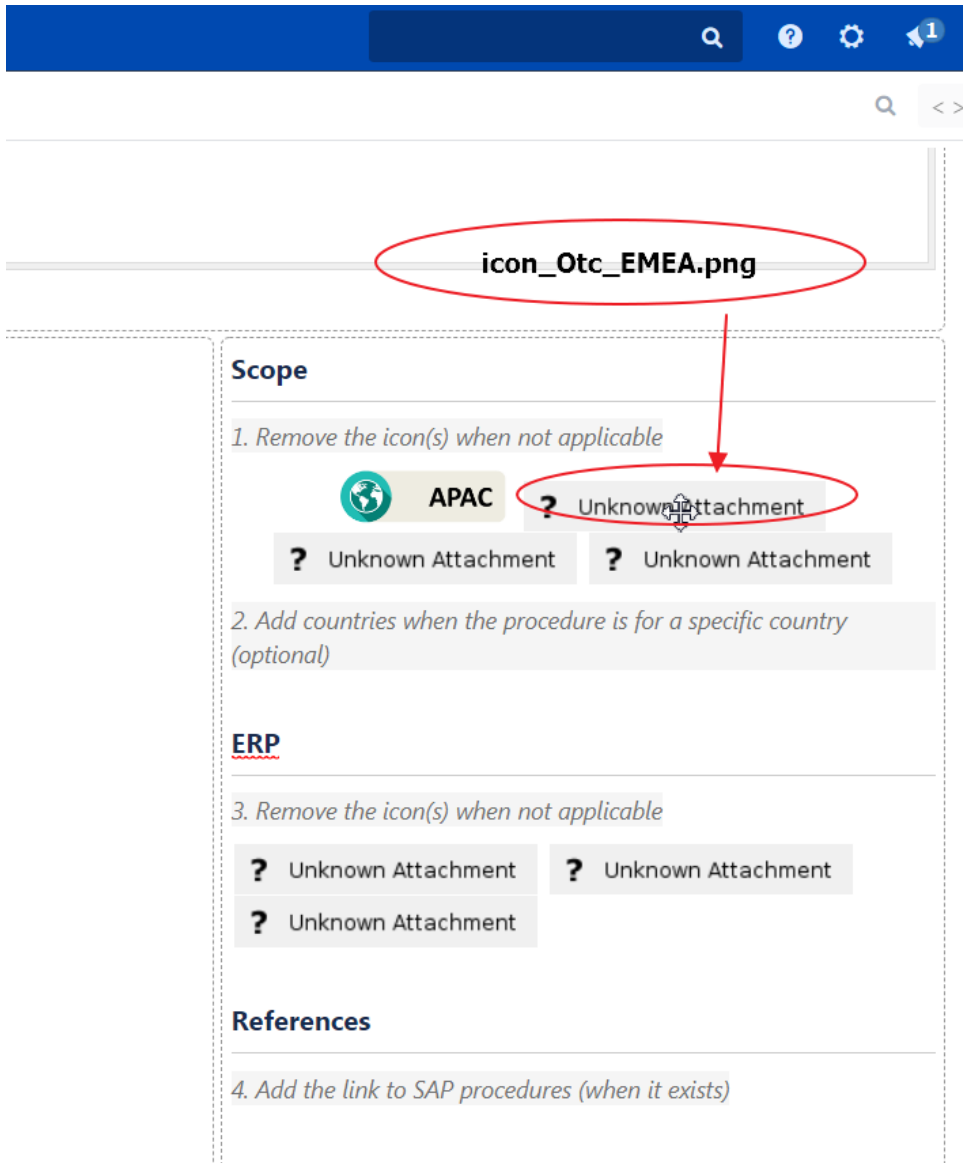 1
< >
icon_Otc_EMEA.png
Scope
1. Remove the icon(s) when not applicable
APAC ? Unknown Attachment
? Unknown Attachment ? Unknown Attachment
2. Add countries when the procedure is for a specific country
(optional)
ERP
3. Remove the icon(s) when not applicable
? Unknown Attachment ? Unknown Attachment
? Unknown Attachment
References
4. Add the link to SAP procedures (when it exists)